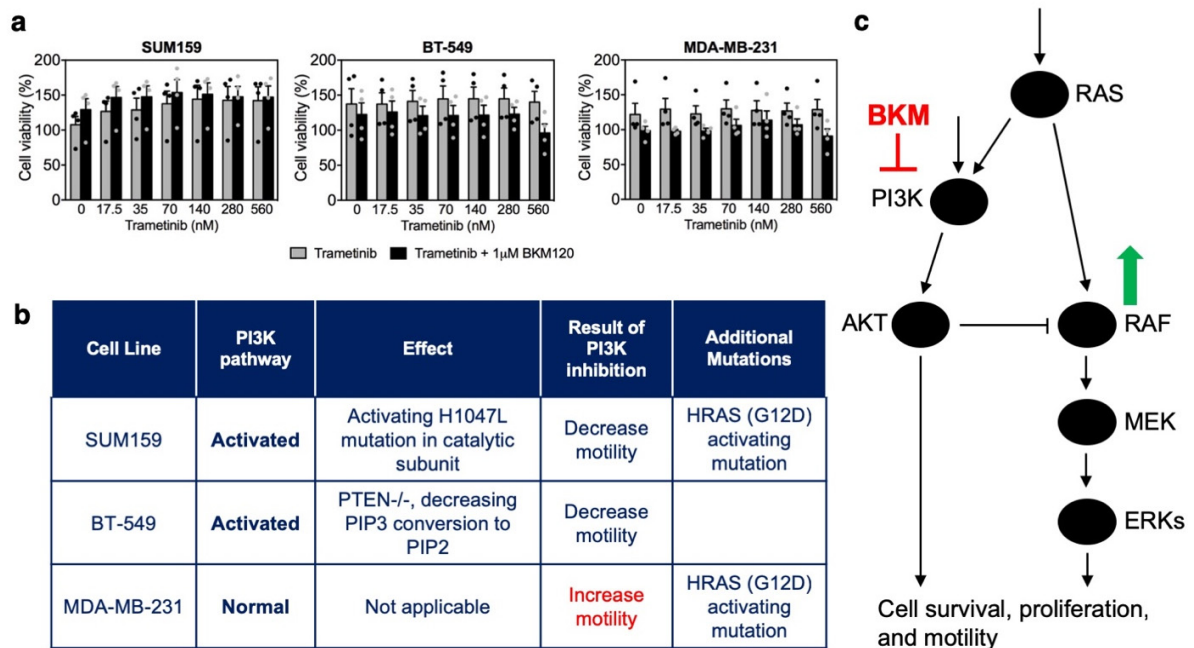 a
SUM159
BT-549
MDA-MB-231
Cell viability (%)
200
150
100
50
0
0 17.5 35 70 140 280 560
Trametinib (nM)
Cell viability (%)
200
150
100
50
0
0 17.5 35 70 140 280 560
Trametinib (nM)
Cell viability (%)
200
150
100
50
0
0 17.5 35 70 140 280 560
Trametinib (nM)
Trametinib
Trametinib + 1μM BKM120
b
Cell Line
PI3K
pathway
Effect
Result of
PI3K
inhibition
Additional
Mutations
SUM159
Activated
Activating H1047L
mutation in catalytic
subunit
Decrease
motility
HRAS (G12D)
activating
mutation
BT-549
Activated
PTEN-/-, decreasing
PIP3 conversion to
PIP2
Decrease
motility
MDA-MB-231
Normal
Not applicable
Increase
motility
HRAS (G12D)
activating
mutation
c
RAS
BKM
PI3K
AKT
RAF
MEK
ERKs
Cell survival, proliferation,
and motility